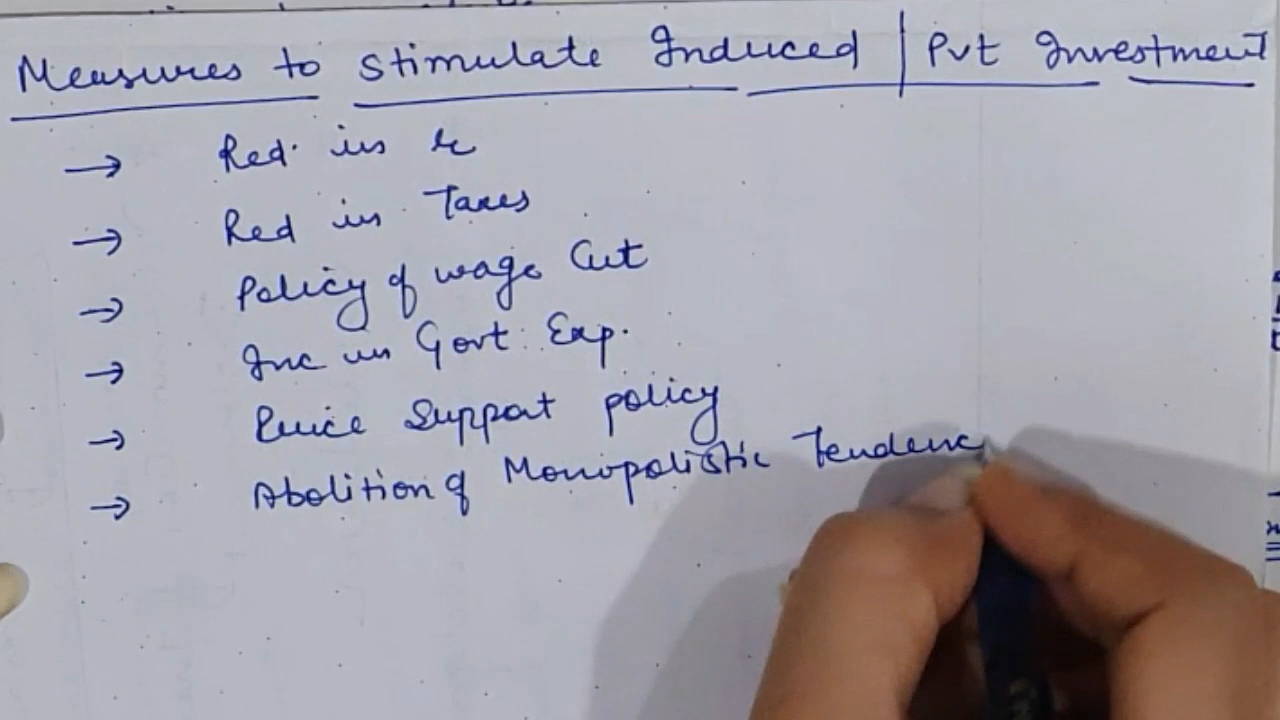 Measures to stimulate Induced | Pvt Investment
→ Red. in r
→ Red in Taxes
→ Policy of wage Cut
→ Inc in Govt. Exp.
→ Price Support policy
→ Abolition of Monopolistic Tendenc